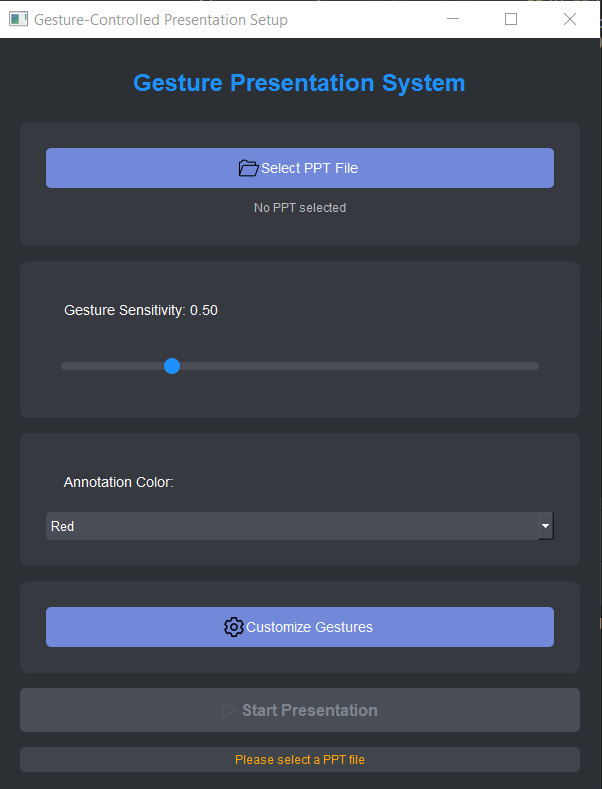 Gesture-Controlled Presentation Setup
Gesture Presentation System
Select PPT File
No PPT selected
Gesture Sensitivity: 0.50
Annotation Color:
Red
Customize Gestures
Start Presentation
Please select a PPT file